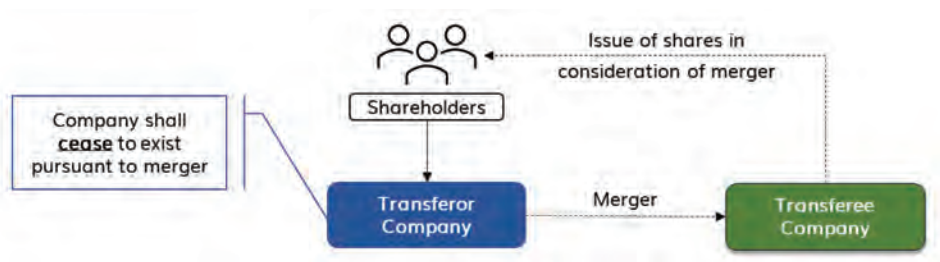 Issue of shares in
consideration of merger
Shareholders
Company shall
cease to exist
pursuant to merger
Transferor
Company
Merger
Transferee
Company